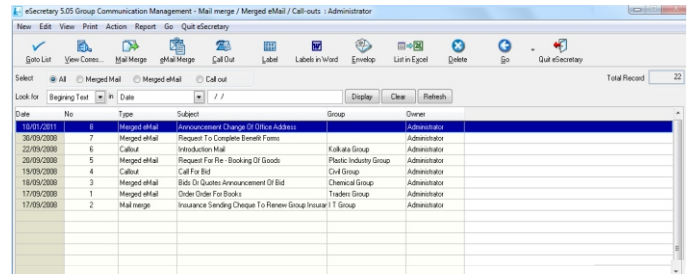 eSecretary 5.05 Group Communication Management - Mail merge / Merged eMail / Call-outs : Administrator
New Edit View Print Action Report Go Quit eSecretary
Goto List View Corres... Mail Merge eMail Merge Call Out Label Labels in Word Envelop List in Excel Delete Go Quit eSecretary
Select All Merged Mail Merged eMail Call out Total Record 22
Look for Begining Text in Date / / Display Clear Refresh
Date No Type Subject Group Owner
10/01/2011 8 Merged eMail Announcement Change Of Office Address Administrator
30/09/2008 7 Merged eMail Request To Complete Benefit Forms Administrator
22/09/2008 6 Callout Introduction Mail Kolkata Group Administrator
20/09/2008 5 Merged eMail Request For Re - Booking Of Goods Plastic Industry Group Administrator
19/09/2008 4 Callout Call For Bid Civil Group Administrator
18/09/2008 3 Merged eMail Bids Or Quotes Announcement Of Bid Chemical Group Administrator
17/09/2008 1 Merged eMail Order Order For Books Traders Group Administrator
17/09/2008 2 Mail merge Insurance Sending Cheque To Renew Group Insurar I T Group Administrator